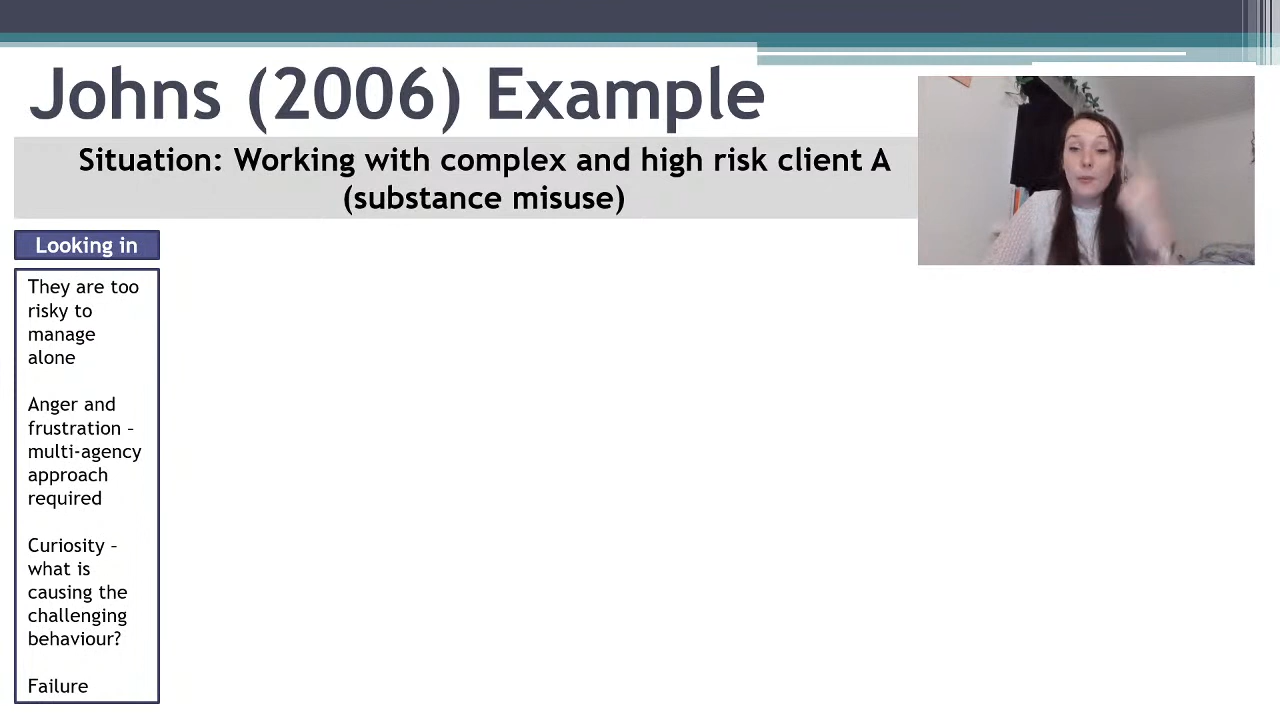 Johns (2006) Example
Situation: Working with complex and high risk client A
(substance misuse)
Looking in
They are too
risky to
manage
alone
Anger and
frustration –
multi-agency
approach
required
Curiosity –
what is
causing the
challenging
behaviour?
Failure